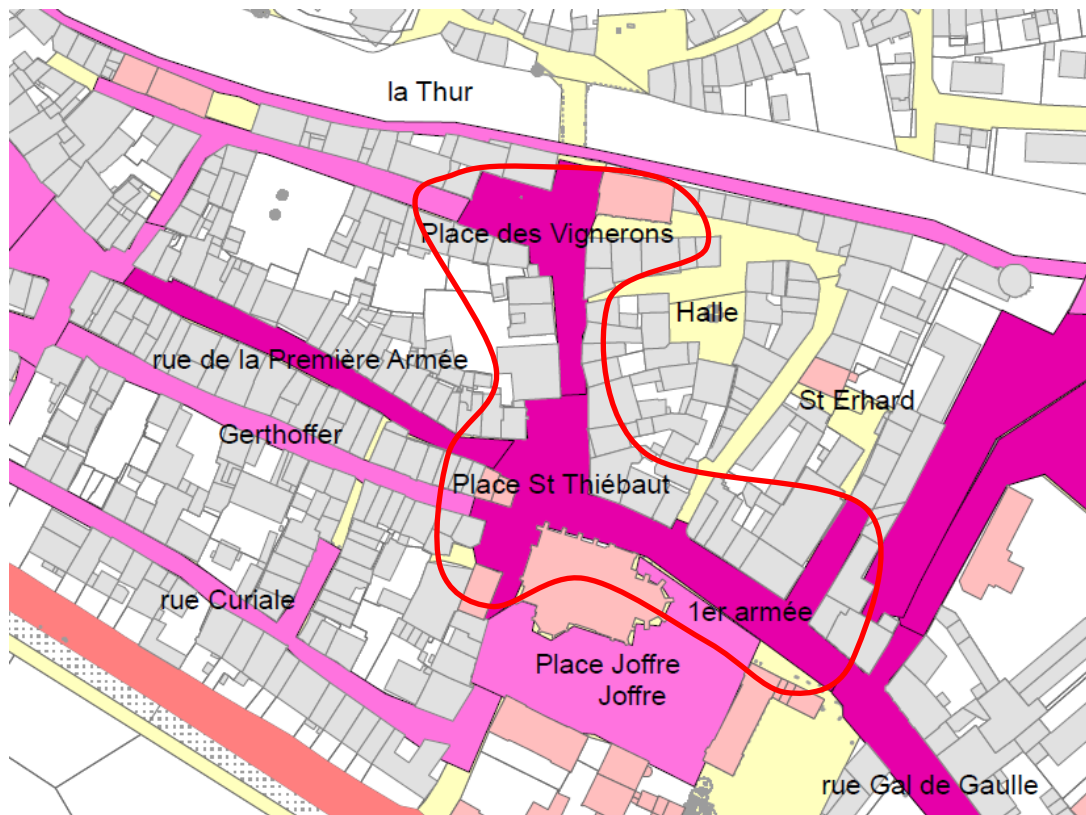 la Thur
Place des Vignerons
Halle
rue de la Première Armée
St Erhard
Gerthoffer
Place St Thiébaut
rue Curiale
1er armée
Place Joffre
Joffre
rue Gal de Gaulle